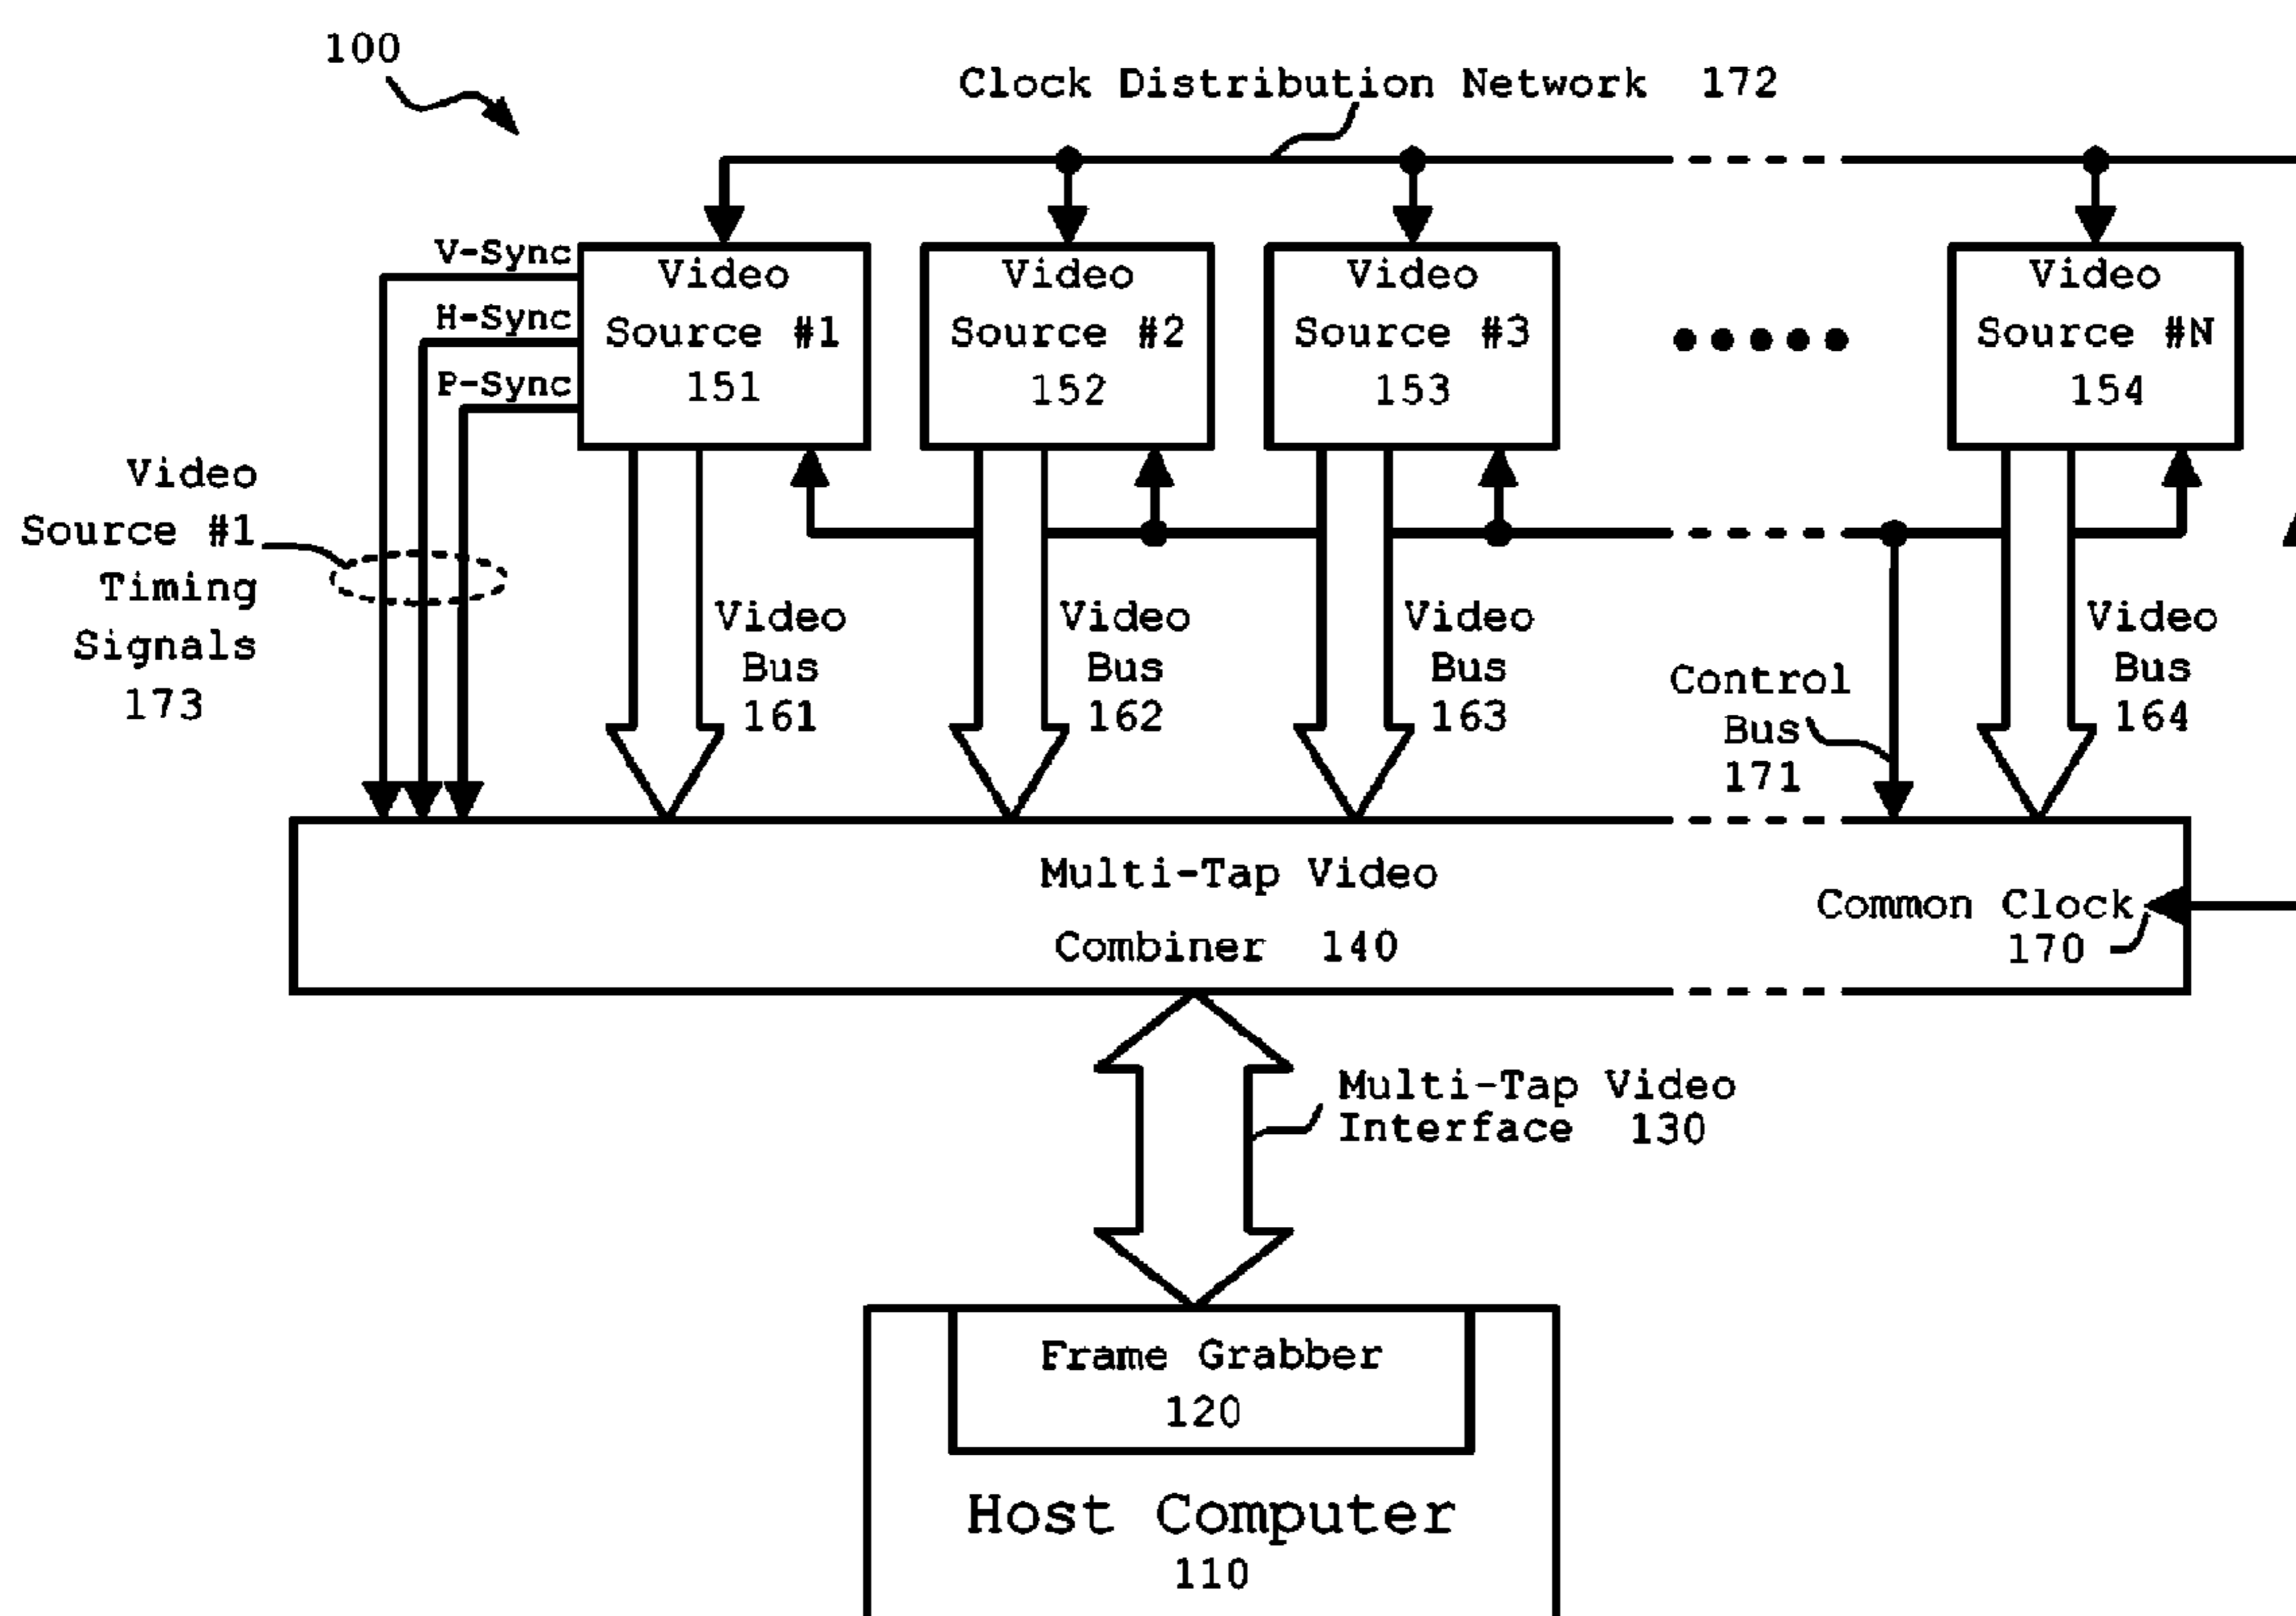 100
Clock Distribution Network 172
V-Sync
H-Sync
P-Sync
Video
Source #1
151
Video
Source #2
152
Video
Source #3
153
Video
Source #N
154
Video
Source #1
Timing
Signals
173
Video
Bus
161
Video
Bus
162
Video
Bus
163
Control
Bus
171
Video
Bus
164
Multi-Tap Video
Combiner 140
Common Clock
170
Multi-Tap Video
Interface 130
Frame Grabber
120
Host Computer
110